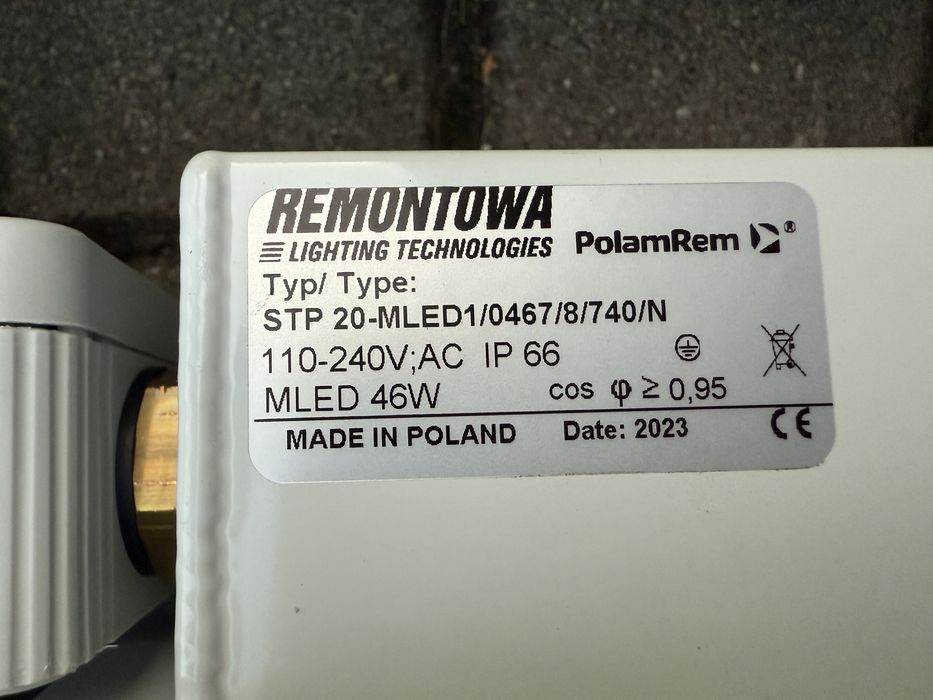 REMONTOWA
LIGHTING TECHNOLOGIES
PolamRem ®
Typ/ Type:
STP 20-MLED1/0467/8/740/N
110-240V;AC IP 66
MLED 46W cos φ ≥ 0,95
MADE IN POLAND Date: 2023 CE